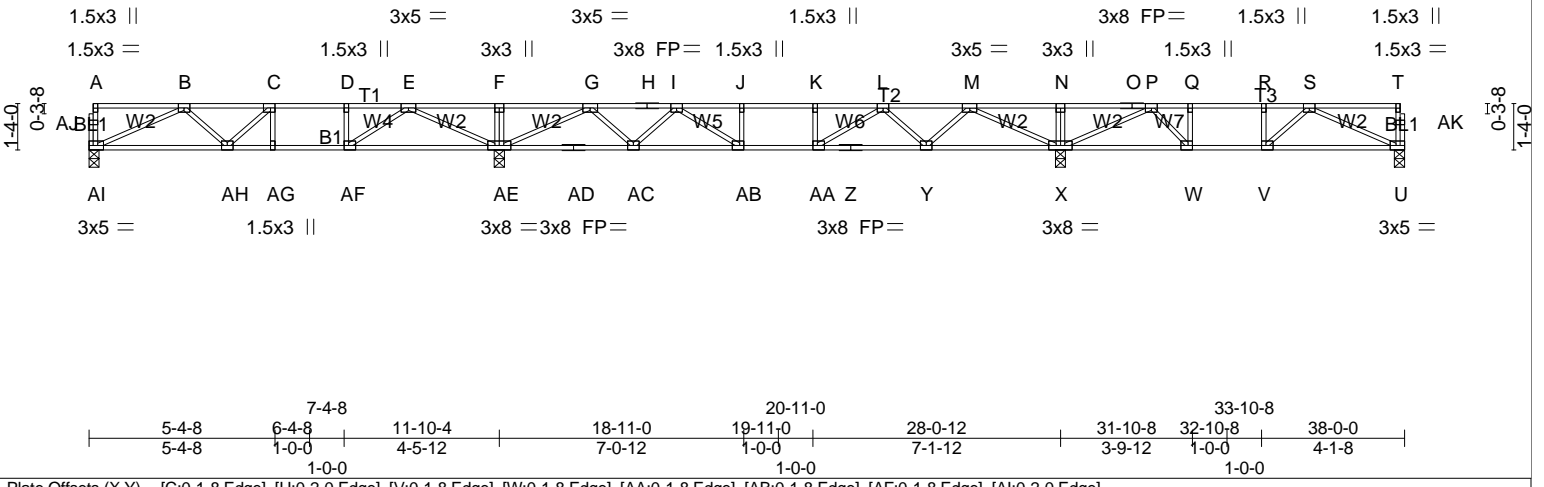 1.5x3 || 3x5 = 3x5 = 1.5x3 || 3x8 FP= 1.5x3 || 1.5x3 ||
1.5x3 = 1.5x3 || 3x3 || 3x8 FP= 1.5x3 || 3x5 = 3x3 || 1.5x3 || 1.5x3 =
A B C D E F G H I J K L M N O P Q R S T
T1 T2 T3
1-4-0 0-3-8 AJ BL1 W2 W4 W2 W2 W5 W6 W2 W2 W7 W2 BL1 AK 0-3-8 1-4-0
B1
AI AH AG AF AE AD AC AB AA Z Y X W V U
3x5 = 1.5x3 || 3x8 = 3x8 FP= 3x8 FP= 3x8 = 3x5 =
7-4-8 20-11-0 33-10-8
5-4-8 6-4-8 11-10-4 18-11-0 19-11-0 28-0-12 31-10-8 32-10-8 38-0-0
5-4-8 1-0-0 4-5-12 7-0-12 1-0-0 7-1-12 3-9-12 1-0-0 4-1-8
1-0-0 1-0-0 1-0-0